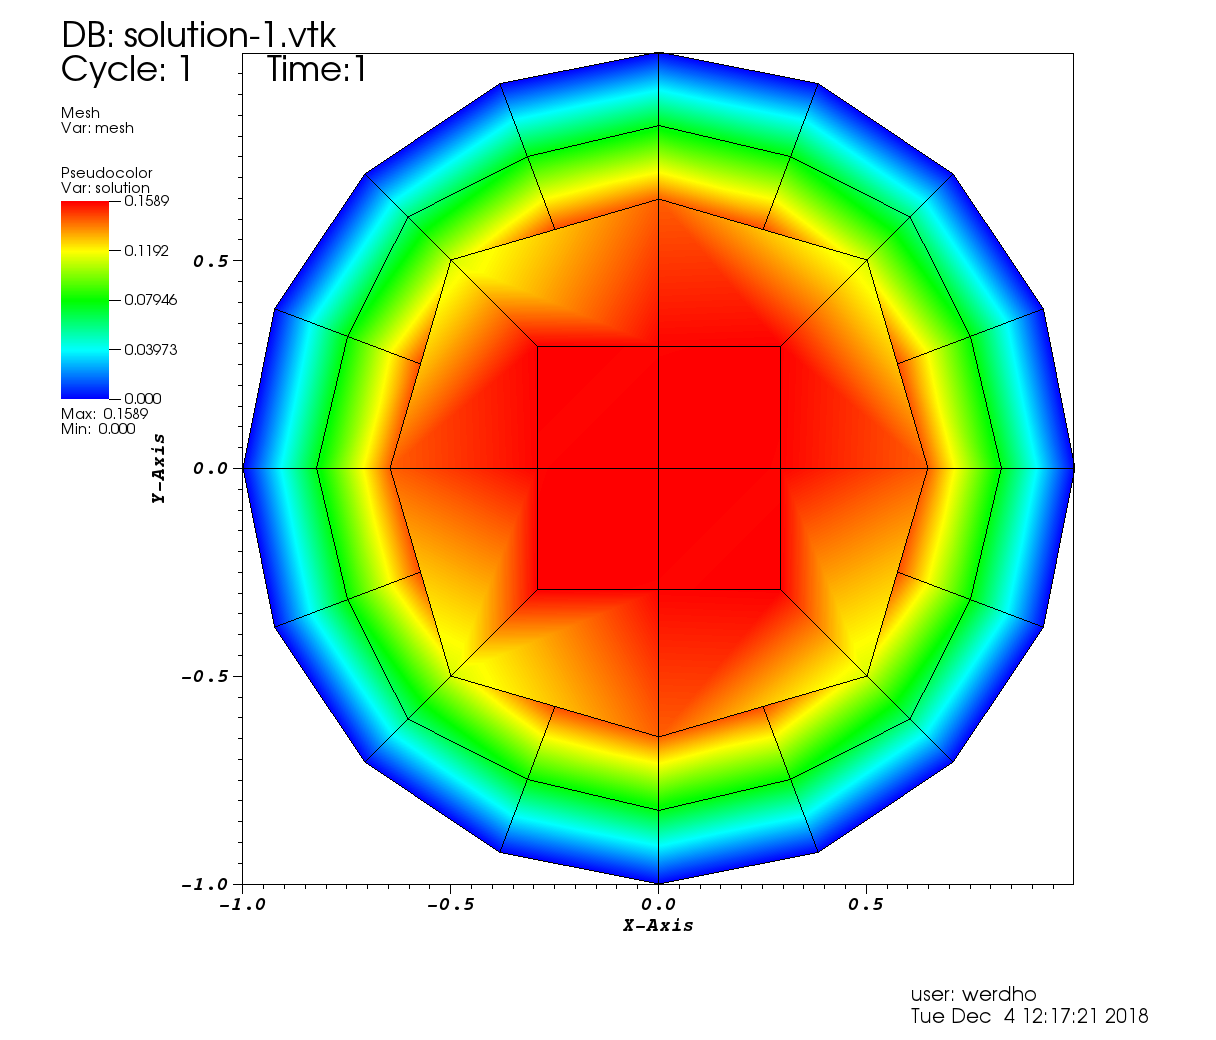 DB: solution-1.vtk
Cycle: 1 Time:1
Mesh
Var: mesh
Pseudocolor
Var: solution
0.1589
0.1192
0.07946
0.03973
0.000
Max: 0.1589
Min: 0.000
Y-Axis
0.5
0.0
-0.5
-1.0
-1.0 -0.5 0.0 0.5
X-Axis
user: werdho
Tue Dec 4 12:17:21 2018